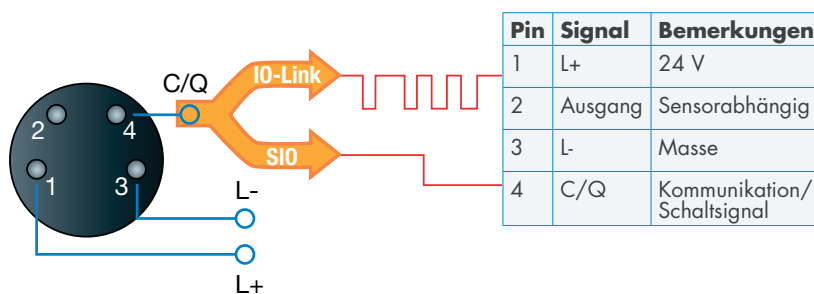 C/Q
IO-Link
SIO
2
4
1
3
L-
L+
Pin Signal Bemerkungen
1 L+ 24 V
2 Ausgang Sensorabhängig
3 L- Masse
4 C/Q Kommunikation/
Schaltsignal